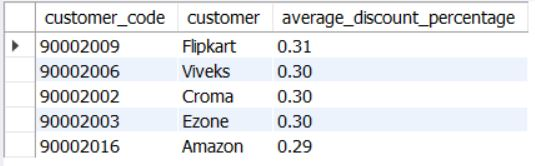 customer_code customer average_discount_percentage
90002009 Flipkart 0.31
90002006 Viveks 0.30
90002002 Croma 0.30
90002003 Ezone 0.30
90002016 Amazon 0.29